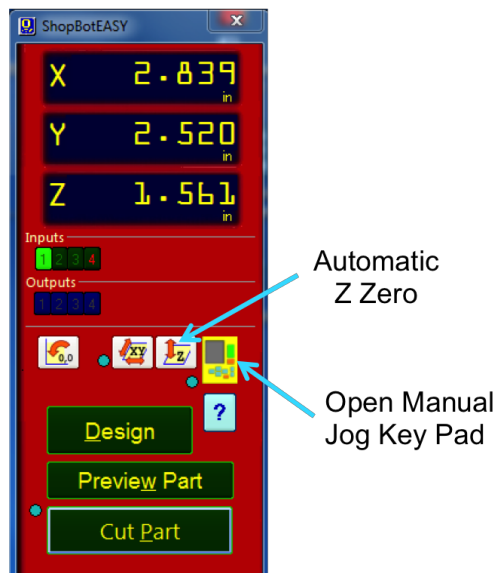 ShopBotEASY
X 2.839
in
Y 2.520
in
Z 1.561
in
Inputs
1 2 3 4
Outputs
1 2 3 4
Automatic
Z Zero
0,0 XY Z
Open Manual
Jog Key Pad
?
Design
Preview Part
Cut Part